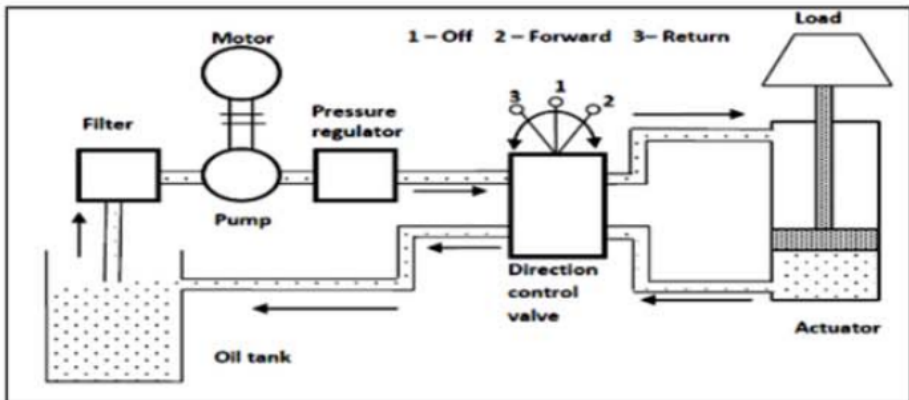 Motor
1 – Off 2 – Forward 3– Return
Load
Filter
Pressure
regulator
3
1
2
Pump
Direction
control
valve
Oil tank
Actuator